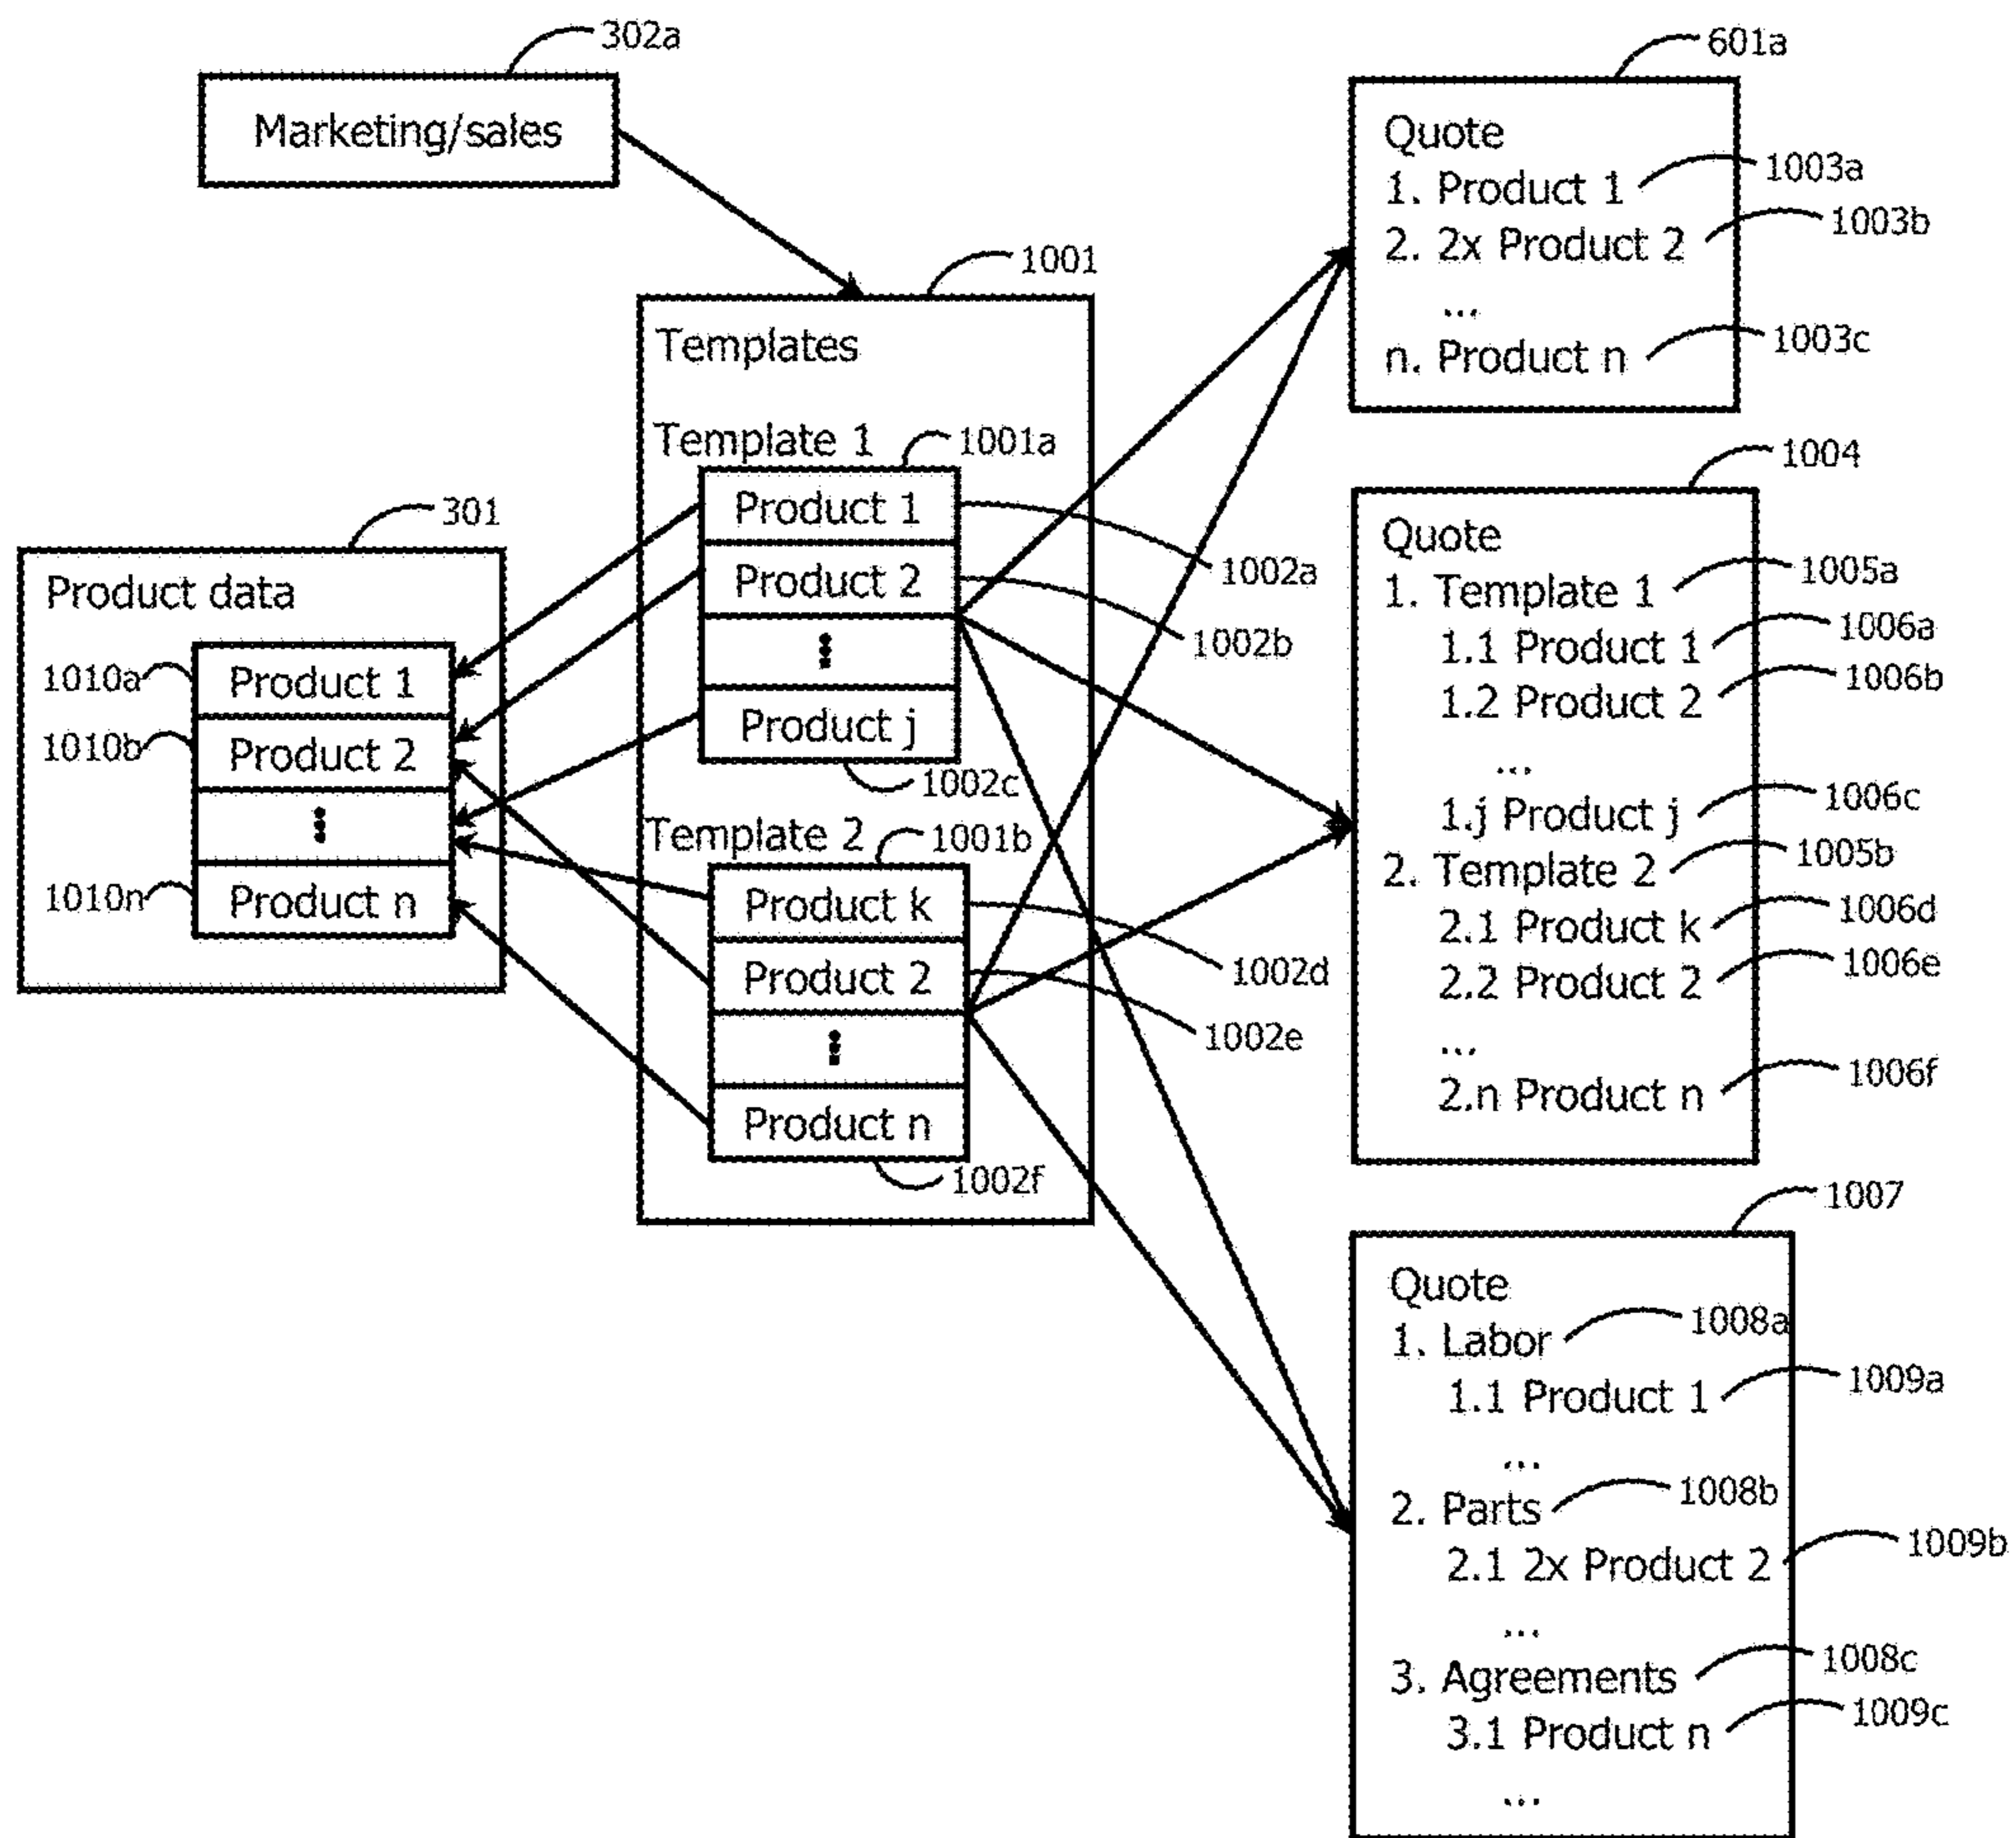 302a
Marketing/sales
1001
Templates
Template 1
1001a
Product 1
1002a
Product 2
1002b
⋮
Product j
1002c
Template 2
1001b
Product k
1002d
Product 2
1002e
⋮
Product n
1002f
301
Product data
1010a
Product 1
1010b
Product 2
⋮
1010n
Product n
601a
Quote
1. Product 1
1003a
2. 2x Product 2
1003b
...
n. Product n
1003c
1004
Quote
1. Template 1
1005a
1.1 Product 1
1006a
1.2 Product 2
1006b
...
1.j Product j
1006c
2. Template 2
1005b
2.1 Product k
1006d
2.2 Product 2
1006e
...
2.n Product n
1006f
1007
Quote
1. Labor
1008a
1.1 Product 1
1009a
...
2. Parts
1008b
2.1 2x Product 2
1009b
...
3. Agreements
1008c
3.1 Product n
1009c
...